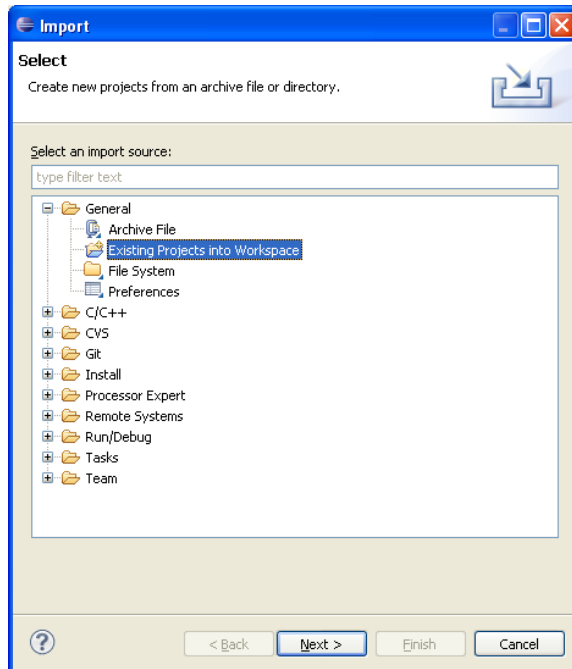 Import
Select
Create new projects from an archive file or directory.
Select an import source:
type filter text
General
Archive File
Existing Projects into Workspace
File System
Preferences
C/C++
CVS
Git
Install
Processor Expert
Remote Systems
Run/Debug
Tasks
Team
?
< Back Next > Finish Cancel